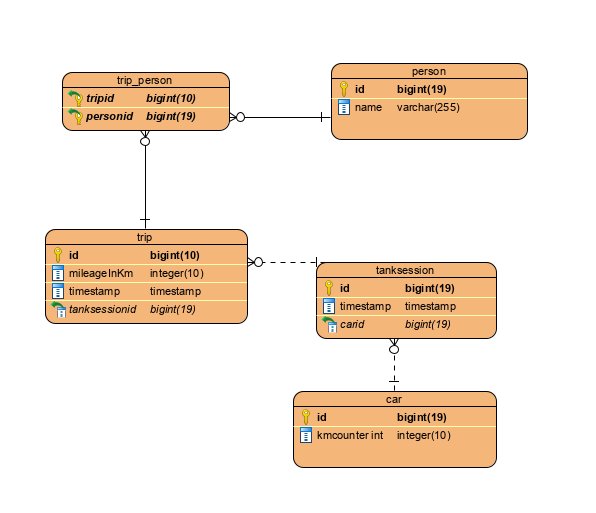 trip_person
tripid bigint(10)
personid bigint(19)
person
id bigint(19)
name varchar(255)
trip
id bigint(10)
mileageInKm integer(10)
timestamp timestamp
tanksessionid bigint(19)
tanksession
id bigint(19)
timestamp timestamp
carid bigint(19)
car
id bigint(19)
kmcounter int integer(10)